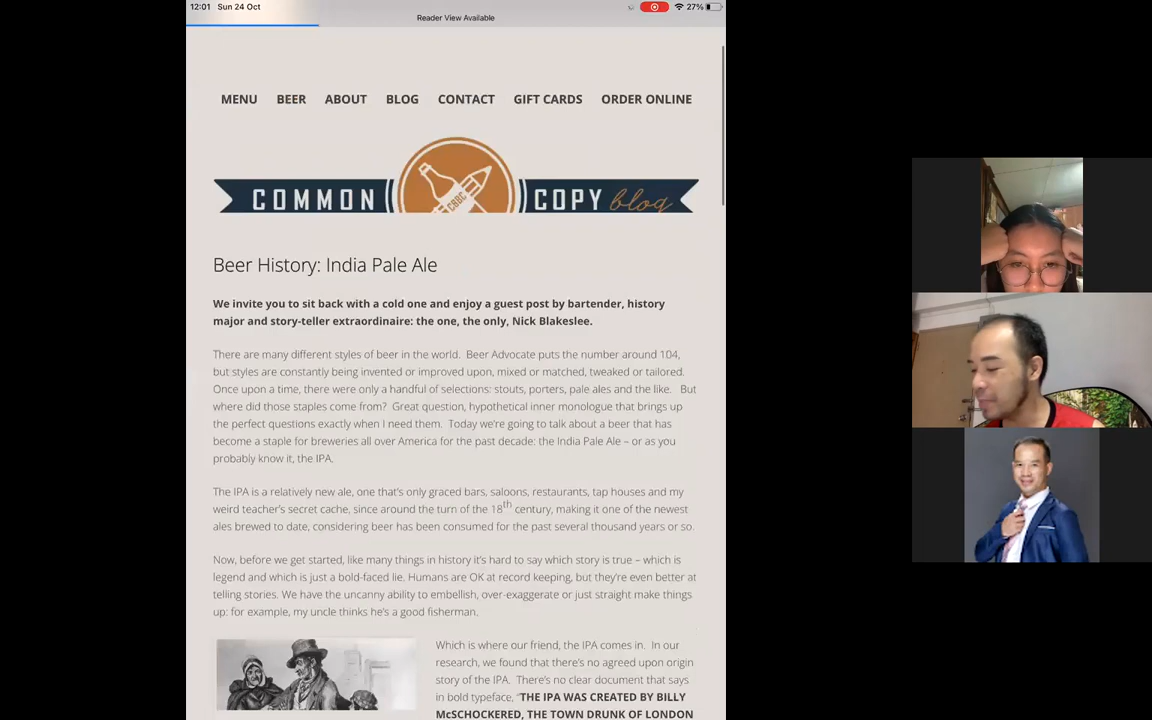 12:01 Sun 24 Oct
27%
Reader View Available
MENU BEER ABOUT BLOG CONTACT GIFT CARDS ORDER ONLINE
COMMON CBBC COPY blog
Beer History: India Pale Ale
We invite you to sit back with a cold one and enjoy a guest post by bartender, history
major and story-teller extraordinaire: the one, the only, Nick Blakeslee.
There are many different styles of beer in the world. Beer Advocate puts the number around 104,
but styles are constantly being invented or improved upon, mixed or matched, tweaked or tailored.
Once upon a time, there were only a handful of selections: stouts, porters, pale ales and the like. But
where did those staples come from? Great question, hypothetical inner monologue that brings up
the perfect questions exactly when I need them. Today we're going to talk about a beer that has
become a staple for breweries all over America for the past decade: the India Pale Ale – or as you
probably know it, the IPA.
The IPA is a relatively new ale, one that's only graced bars, saloons, restaurants, tap houses and my
weird teacher's secret cache, since around the turn of the 18th century, making it one of the newest
ales brewed to date, considering beer has been consumed for the past several thousand years or so.
Now, before we get started, like many things in history it's hard to say which story is true – which is
legend and which is just a bold-faced lie. Humans are OK at record keeping, but they're even better at
telling stories. We have the uncanny ability to embellish, over-exaggerate or just straight make things
up: for example, my uncle thinks he's a good fisherman.
Which is where our friend, the IPA comes in. In our
research, we found that there's no agreed upon origin
story of the IPA. There's no clear document that says
in bold typeface, "THE IPA WAS CREATED BY BILLY
McSCHOCKERED, THE TOWN DRUNK OF LONDON